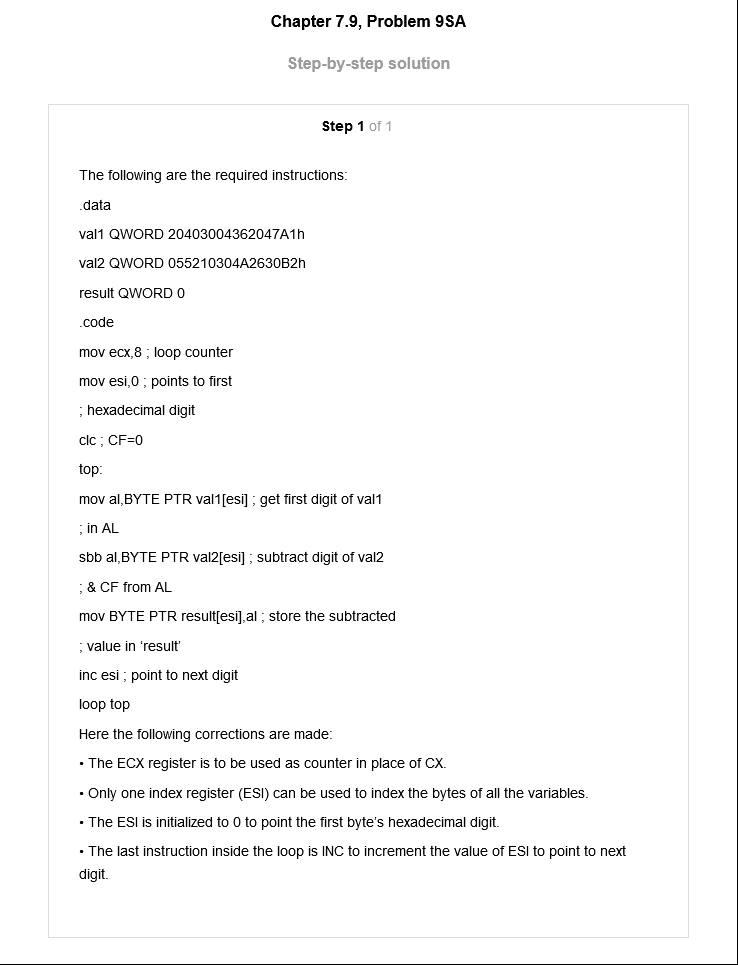 Chapter 7.9, Problem 9SA
Step-by-step solution
Step 1 of 1
The following are the required instructions:
.data
val1 QWORD 20403004362047A1h
val2 QWORD 055210304A2630B2h
result QWORD 0
.code
mov ecx,8 ; loop counter
mov esi,0 ; points to first
; hexadecimal digit
clc ; CF=0
top:
mov al,BYTE PTR val1[esi] ; get first digit of val1
; in AL
sbb al,BYTE PTR val2[esi] ; subtract digit of val2
; & CF from AL
mov BYTE PTR result[esi],al ; store the subtracted
; value in ‘result’
inc esi ; point to next digit
loop top
Here the following corrections are made:
• The ECX register is to be used as counter in place of CX.
• Only one index register (ESI) can be used to index the bytes of all the variables.
• The ESI is initialized to 0 to point the first byte’s hexadecimal digit.
• The last instruction inside the loop is INC to increment the value of ESI to point to next
digit.